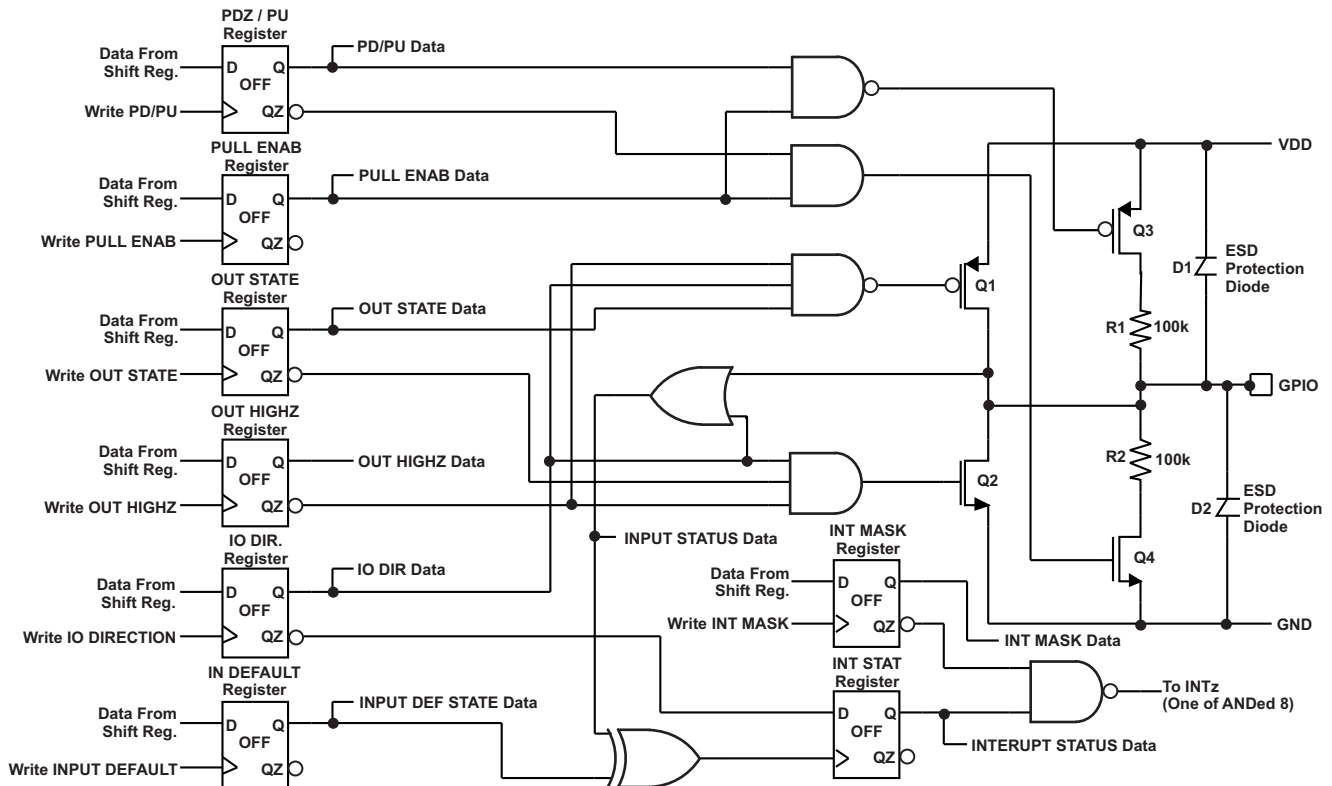 PDZ / PU
Register
Data From
Shift Reg.
D
Q
OFF
Write PD/PU
QZ
PD/PU Data
PULL ENAB
Register
Data From
Shift Reg.
D
Q
OFF
Write PULL ENAB
QZ
PULL ENAB Data
OUT STATE
Register
Data From
Shift Reg.
D
Q
OFF
Write OUT STATE
QZ
OUT STATE Data
OUT HIGHZ
Register
Data From
Shift Reg.
D
Q
OFF
Write OUT HIGHZ
QZ
OUT HIGHZ Data
IO DIR.
Register
Data From
Shift Reg.
D
Q
OFF
Write IO DIRECTION
QZ
IO DIR Data
IN DEFAULT
Register
Data From
Shift Reg.
D
Q
OFF
Write INPUT DEFAULT
QZ
INPUT DEF STATE Data
INPUT STATUS Data
VDD
Q3
Q1
D1
ESD
Protection
Diode
R1
100k
GPIO
R2
100k
Q2
D2
ESD
Protection
Diode
Q4
GND
INT MASK
Register
Data From
Shift Reg.
D
Q
OFF
Write INT MASK
QZ
INT MASK Data
INT STAT
Register
D
Q
OFF
QZ
INTERUPT STATUS Data
To INTz
(One of ANDed 8)